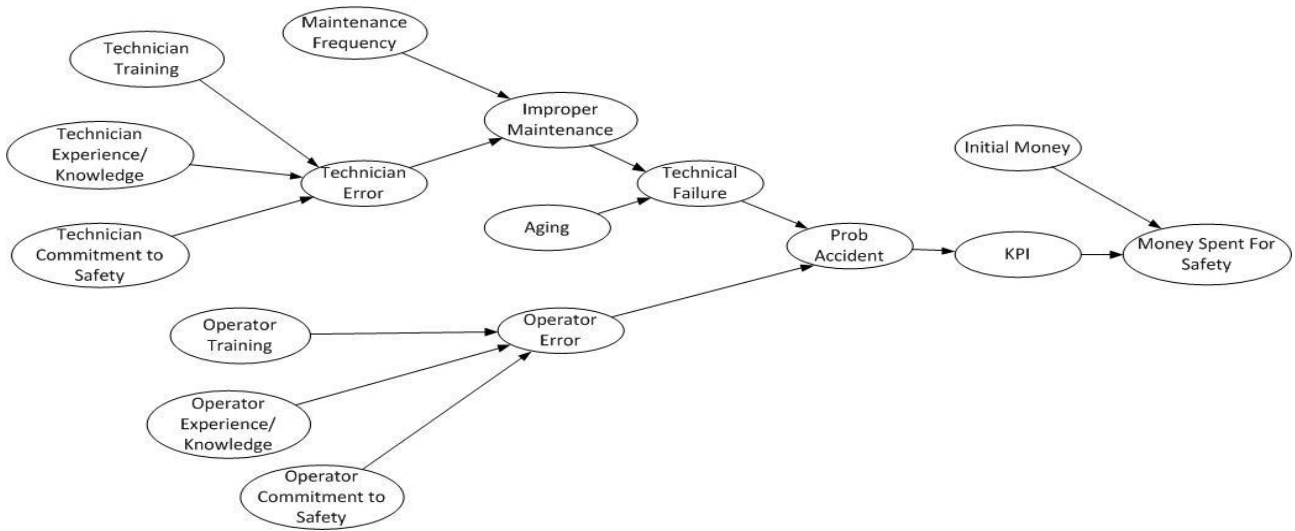 Maintenance
Frequency
Technician
Training
Improper
Maintenance
Technician
Experience/
Knowledge
Initial Money
Technician
Error
Technical
Failure
Technician
Commitment to
Safety
Aging
Prob
Accident
KPI
Money Spent For
Safety
Operator
Training
Operator
Error
Operator
Experience/
Knowledge
Operator
Commitment to
Safety